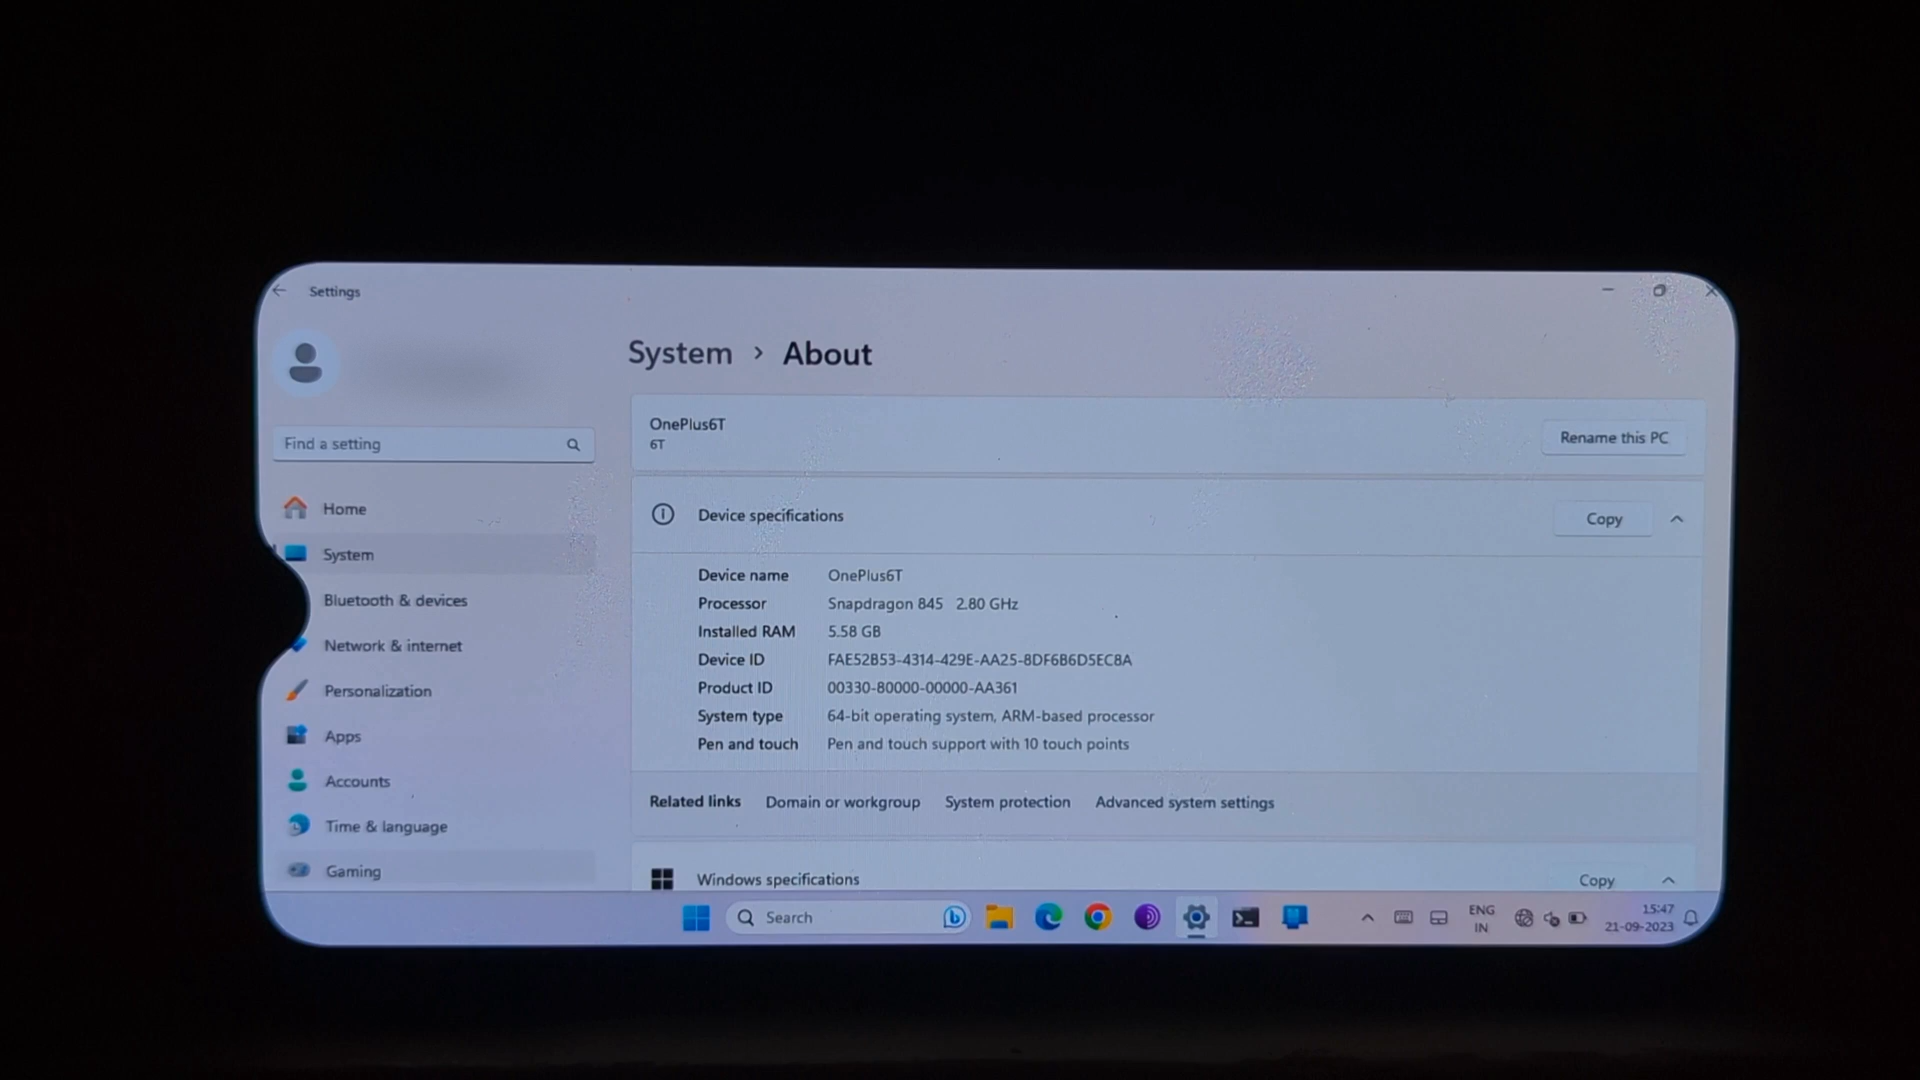 Settings
System > About
Find a setting
Home
System
Bluetooth & devices
Network & internet
Personalization
Apps
Accounts
Time & language
Gaming
OnePlus6T
6T
Rename this PC
Device specifications
Copy
Device name OnePlus6T
Processor Snapdragon 845 2.80 GHz
Installed RAM 5.58 GB
Device ID FAE52B53-4314-429E-AA25-8DF6B6D5EC8A
Product ID 00330-80000-00000-AA361
System type 64-bit operating system, ARM-based processor
Pen and touch Pen and touch support with 10 touch points
Related links Domain or workgroup System protection Advanced system settings
Windows specifications
Copy
Search
ENG
IN
15:47
21-09-2023